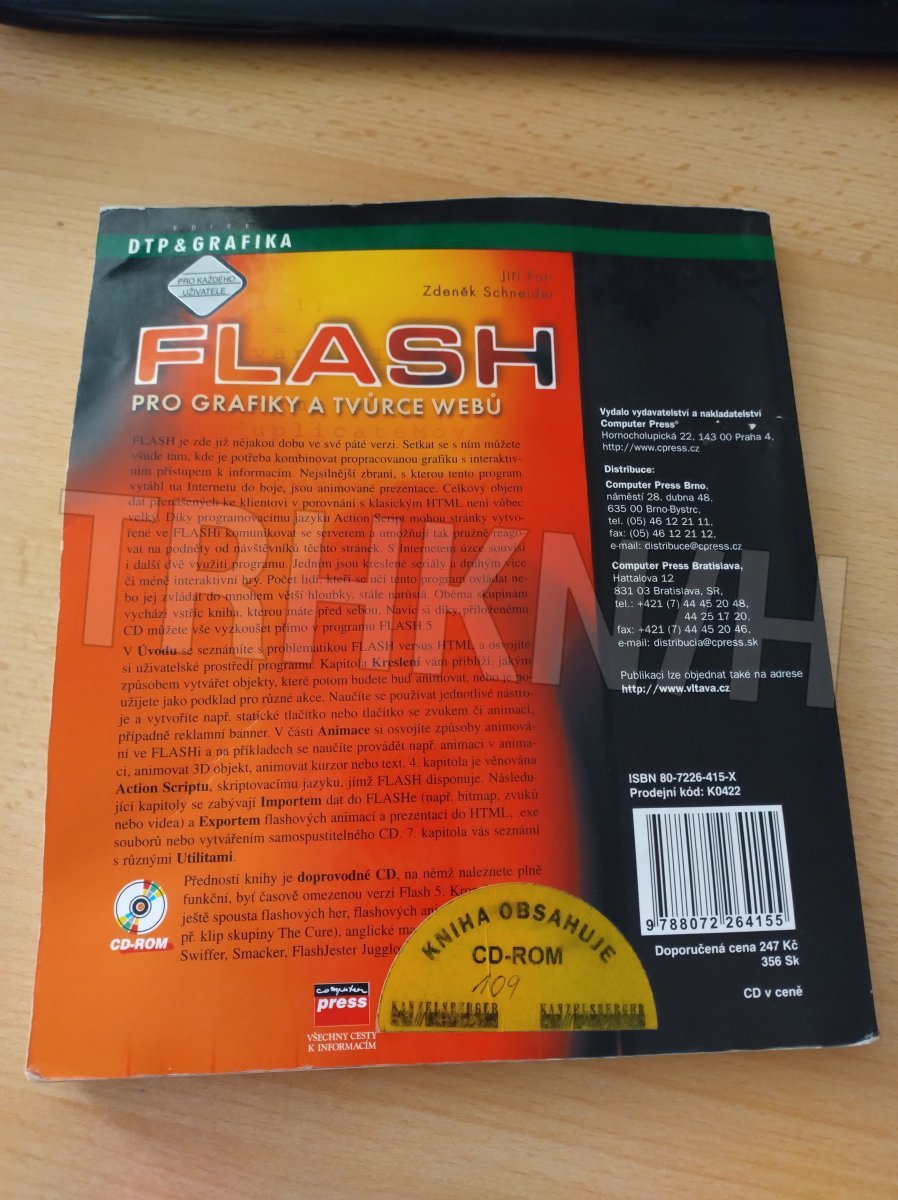 EDICE
DTP & GRAFIKA
PRO KAŽDÉHO
UŽIVATELE
Jiří Fotr
Zdeněk Schneider
FLASH
PRO GRAFIKY A TVŮRCE WEBŮ
FLASH je zde již nějakou dobu ve své páté verzi. Setkat se s ním můžete
všude tam, kde je potřeba kombinovat propracovanou grafiku s interaktiv-
ním přístupem k informacím. Nejsilnější zbraní, s kterou tento program
vytáhl na Internetu do boje, jsou animované prezentace. Celkový objem
dat přenášených ke klientovi v porovnání s klasickým HTML není vůbec
velký. Díky programovacímu jazyku Action Script mohou stránky vytvo-
řené ve FLASHi komunikovat se serverem a umožňují tak pružně reago-
vat na podněty od návštěvníků těchto stránek. S Internetem úzce souvisí
i další dvě využití programu. Jedním jsou kreslené seriály a druhým více
či méně interaktivní hry. Počet lidí, kteří se učí tento program ovládat ne-
bo jej zvládat do mnohem větší hloubky, stále narůstá. Oběma skupinám
vychází vstříc kniha, kterou máte před sebou. Navíc si díky přiloženému
CD můžete vše vyzkoušet přímo v programu FLASH 5.
V Úvodu se seznámíte s problematikou FLASH versus HTML a osvojíte
si uživatelské prostředí programu. Kapitola Kreslení vám přiblíží, jakým
způsobem vytvářet objekty, které potom budete buď animovat, nebo je po-
užijete jako podklad pro různé akce. Naučíte se používat jednotlivé nástro-
je a vytvoříte např. statické tlačítko nebo tlačítko se zvukem či animací,
případně reklamní banner. V části Animace si osvojíte způsoby animová-
ní ve FLASHi a na příkladech se naučíte provádět např. animaci v anima-
ci, animovat 3D objekt, animovat kurzor nebo text. 4. kapitola je věnována
Action Scriptu, skriptovacímu jazyku, jímž FLASH disponuje. Následu-
jící kapitoly se zabývají Importem dat do FLASHe (např. bitmap, zvuků
nebo videa) a Exportem flashových animací a prezentací do HTML, .exe
souborů nebo vytvářením samospustitelného CD. 7. kapitola vás seznámí
s různými Utilitami.
Předností knihy je doprovodné CD, na němž naleznete plně
funkční, byť časově omezenou verzi Flash 5.
ještě spousta flashových her, flashových
př. klip skupiny The Cure), anglické
Swiffer, Smacker, FlashJester
CD-ROM
computer
press
VŠECHNY CESTY
K INFORMACÍM
KNIHA OBSAHUJE
CD-ROM
109
KANZELSBERGER KANZELSBERGER
Vydalo vydavatelství a nakladatelství
Computer Press®
Hornocholupická 22, 143 00 Praha 4,
http://www.cpress.cz
Distribuce:
Computer Press Brno,
náměstí 28. dubna 48,
635 00 Brno-Bystrc,
tel. (05) 46 12 21 11,
fax: (05) 46 12 21 12,
e-mail: distribuce@cpress.cz
Computer Press Bratislava,
Hattalova 12
831 03 Bratislava, SR,
tel.: +421 (7) 44 45 20 48,
44 25 17 20,
fax: +421 (7) 44 45 20 46,
e-mail: distribucia@cpress.sk
Publikaci lze objednat také na adrese
http://www.vltava.cz
ISBN 80-7226-415-X
Prodejní kód: K0422
9 788072 264155
Doporučená cena 247 Kč
356 Sk
CD v ceně
TRHKNIH